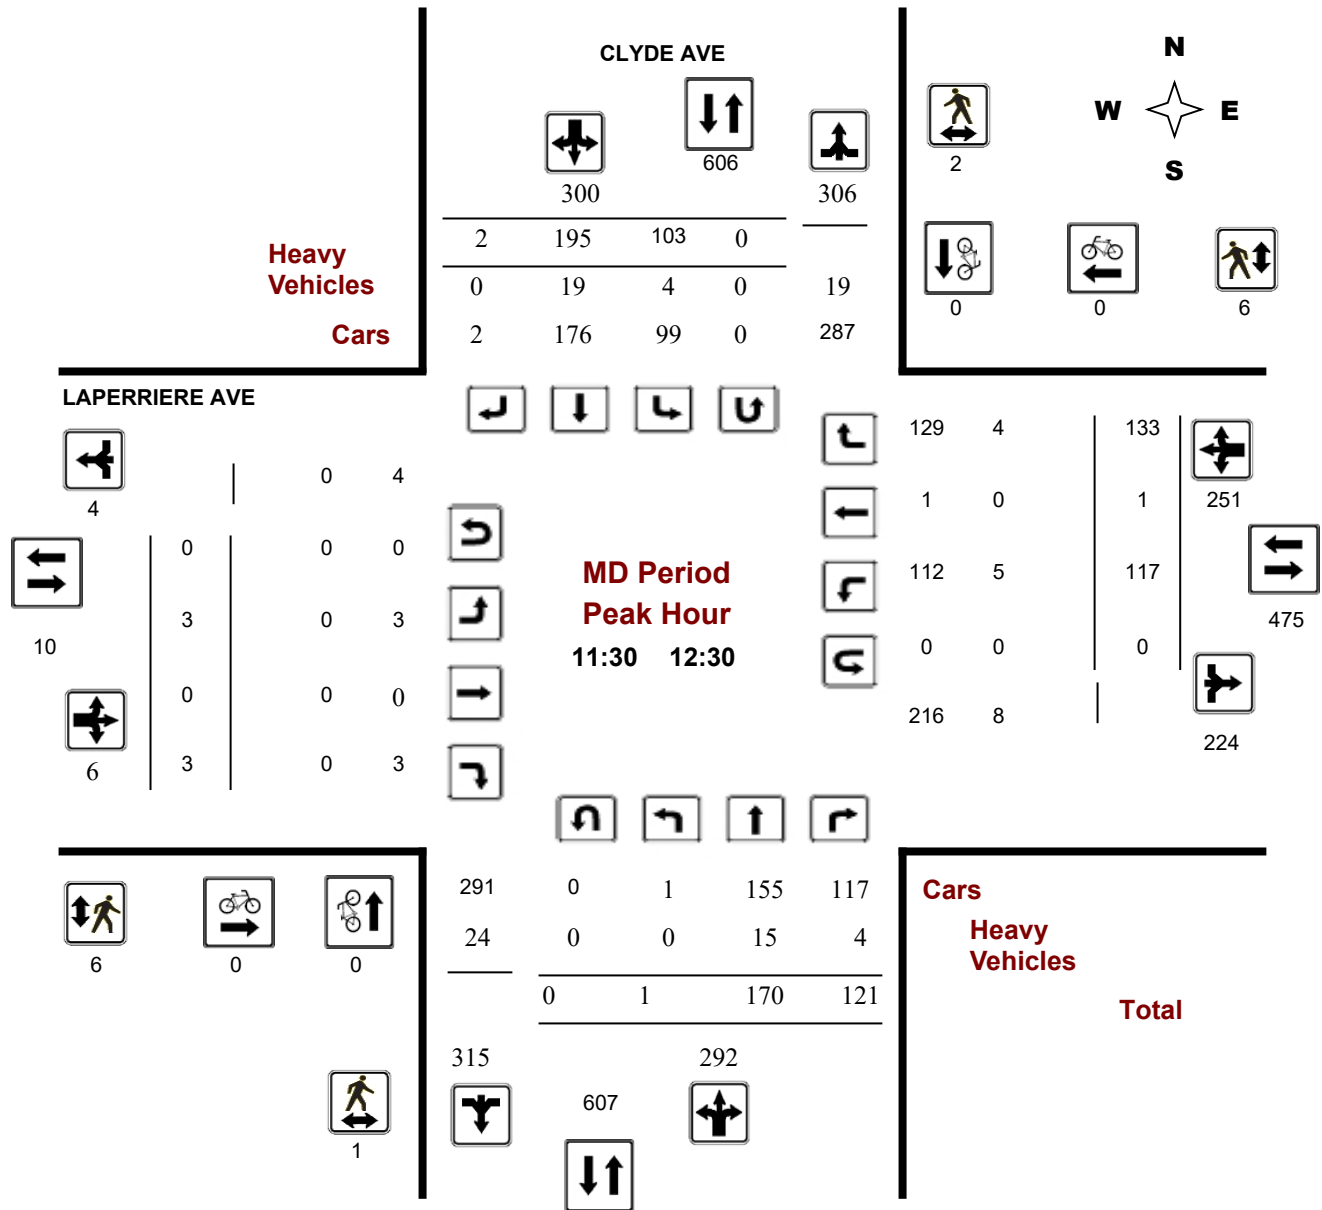 CLYDE AVE
N
W E
S
606
2
300 306
2 195 103 0
Heavy
Vehicles
0 19 4 0 19
Cars
2 176 99 0 287
0 0 6
LAPERRIERE AVE
129 4 133
0 4
4
1 0 1 251
0 0 0
MD Period
112 5 117
Peak Hour
3 0 3
475
10
11:30 12:30
0 0 0
0 0 0
216 8
224
6
3 0 3
291 0 1 155 117
Cars
24 0 0 15 4
Heavy
Vehicles
6 0 0
0 1 170 121
Total
315 292
607
1